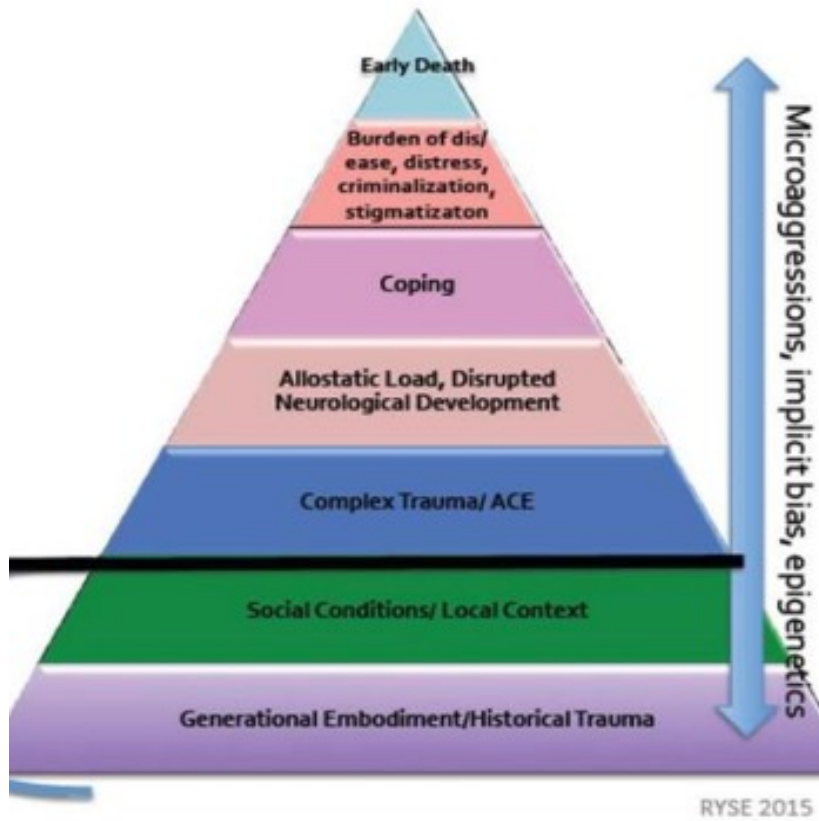 Early Death
Burden of dis/
ease, distress,
criminalization,
stigmatizaton
Coping
Allostatic Load, Disrupted
Neurological Development
Complex Trauma/ ACE
Social Conditions/ Local Context
Generational Embodiment/Historical Trauma
Microaggressions, implicit bias, epigenetics
RYSE 2015